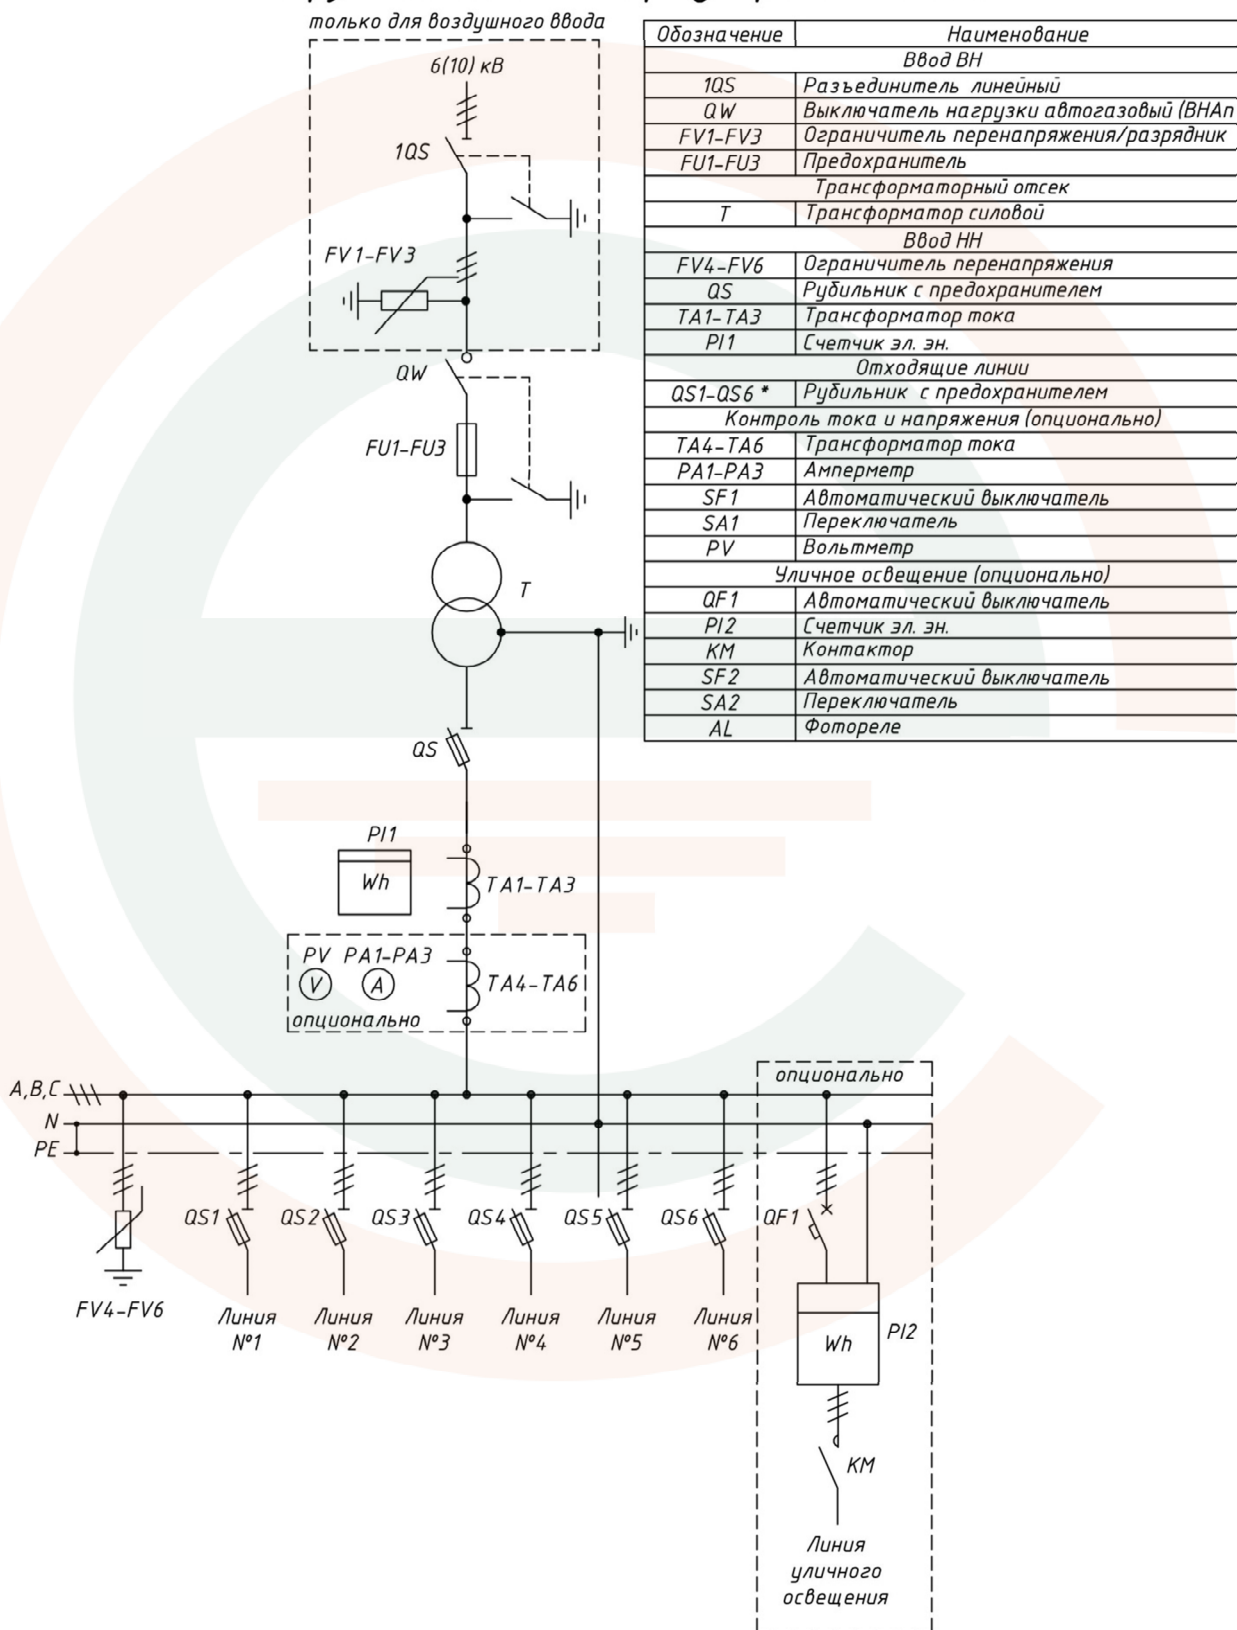 только для воздушного ввода
6(10) кВ
1QS
FV1-FV3
QW
FU1-FU3
T
QS
PI1
Wh
TA1-TA3
PV PA1-PA3
V A
TA4-TA6
опционально
Обозначение Наименование
Ввод ВН
1QS Разъединитель линейный
QW Выключатель нагрузки автогазовый (ВНАп
FV1-FV3 Ограничитель перенапряжения/разрядник
FU1-FU3 Предохранитель
Трансформаторный отсек
T Трансформатор силовой
Ввод НН
FV4-FV6 Ограничитель перенапряжения
QS Рубильник с предохранителем
TA1-TA3 Трансформатор тока
PI1 Счетчик эл. эн.
Отходящие линии
QS1-QS6 * Рубильник с предохранителем
Контроль тока и напряжения (опционально)
TA4-TA6 Трансформатор тока
PA1-PA3 Амперметр
SF1 Автоматический выключатель
SA1 Переключатель
PV Вольтметр
Уличное освещение (опционально)
QF1 Автоматический выключатель
PI2 Счетчик эл. эн.
KM Контактор
SF2 Автоматический выключатель
SA2 Переключатель
AL Фотореле
опционально
A,B,C
N
PE
QS1 QS2 QS3 QS4 QS5 QS6 QF1
FV4-FV6
Линия Линия Линия Линия Линия Линия
№1 №2 №3 №4 №5 №6
Wh
PI2
KM
Линия
уличного
освещения